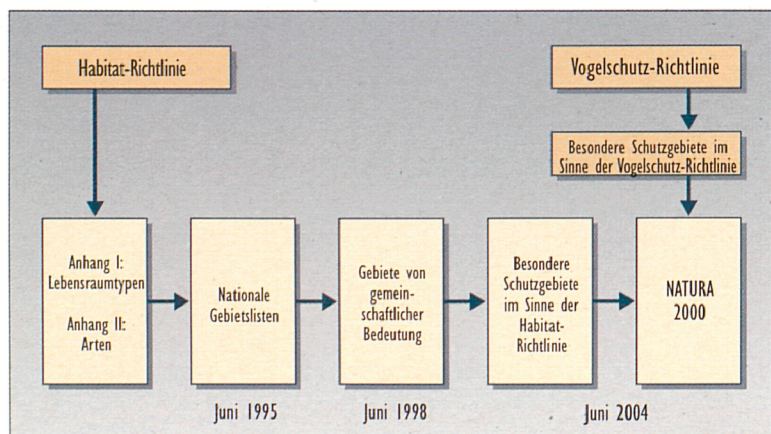 Habitat-Richtlinie
Vogelschutz-Richtlinie
Besondere Schutzgebiete im
Sinne der Vogelschutz-Richtlinie
Anhang I:
Lebensraumtypen
Anhang II:
Arten
Nationale
Gebietslisten
Gebiete von
gemein-
schaftlicher
Bedeutung
Besondere
Schutzgebiete
im Sinne der
Habitat-
Richtlinie
NATURA
2000
Juni 1995
Juni 1998
Juni 2004